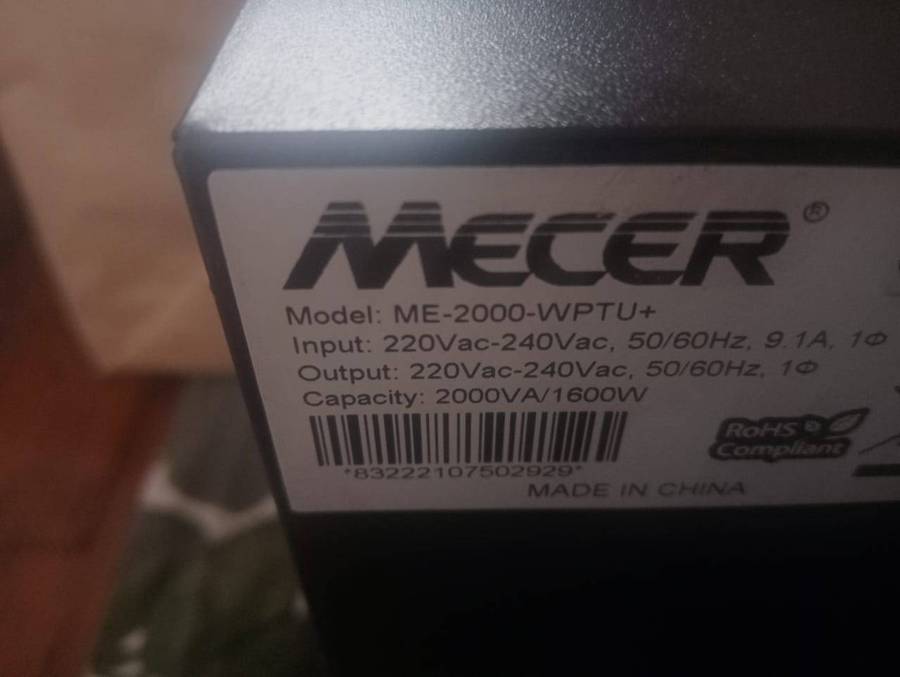 MECER®
Model: ME-2000-WPTU+
Input: 220Vac-240Vac, 50/60Hz, 9.1A, 1Φ
Output: 220Vac-240Vac, 50/60Hz, 1Φ
Capacity: 2000VA/1600W
RoHS
Compliant
*83222107502929*
MADE IN CHINA